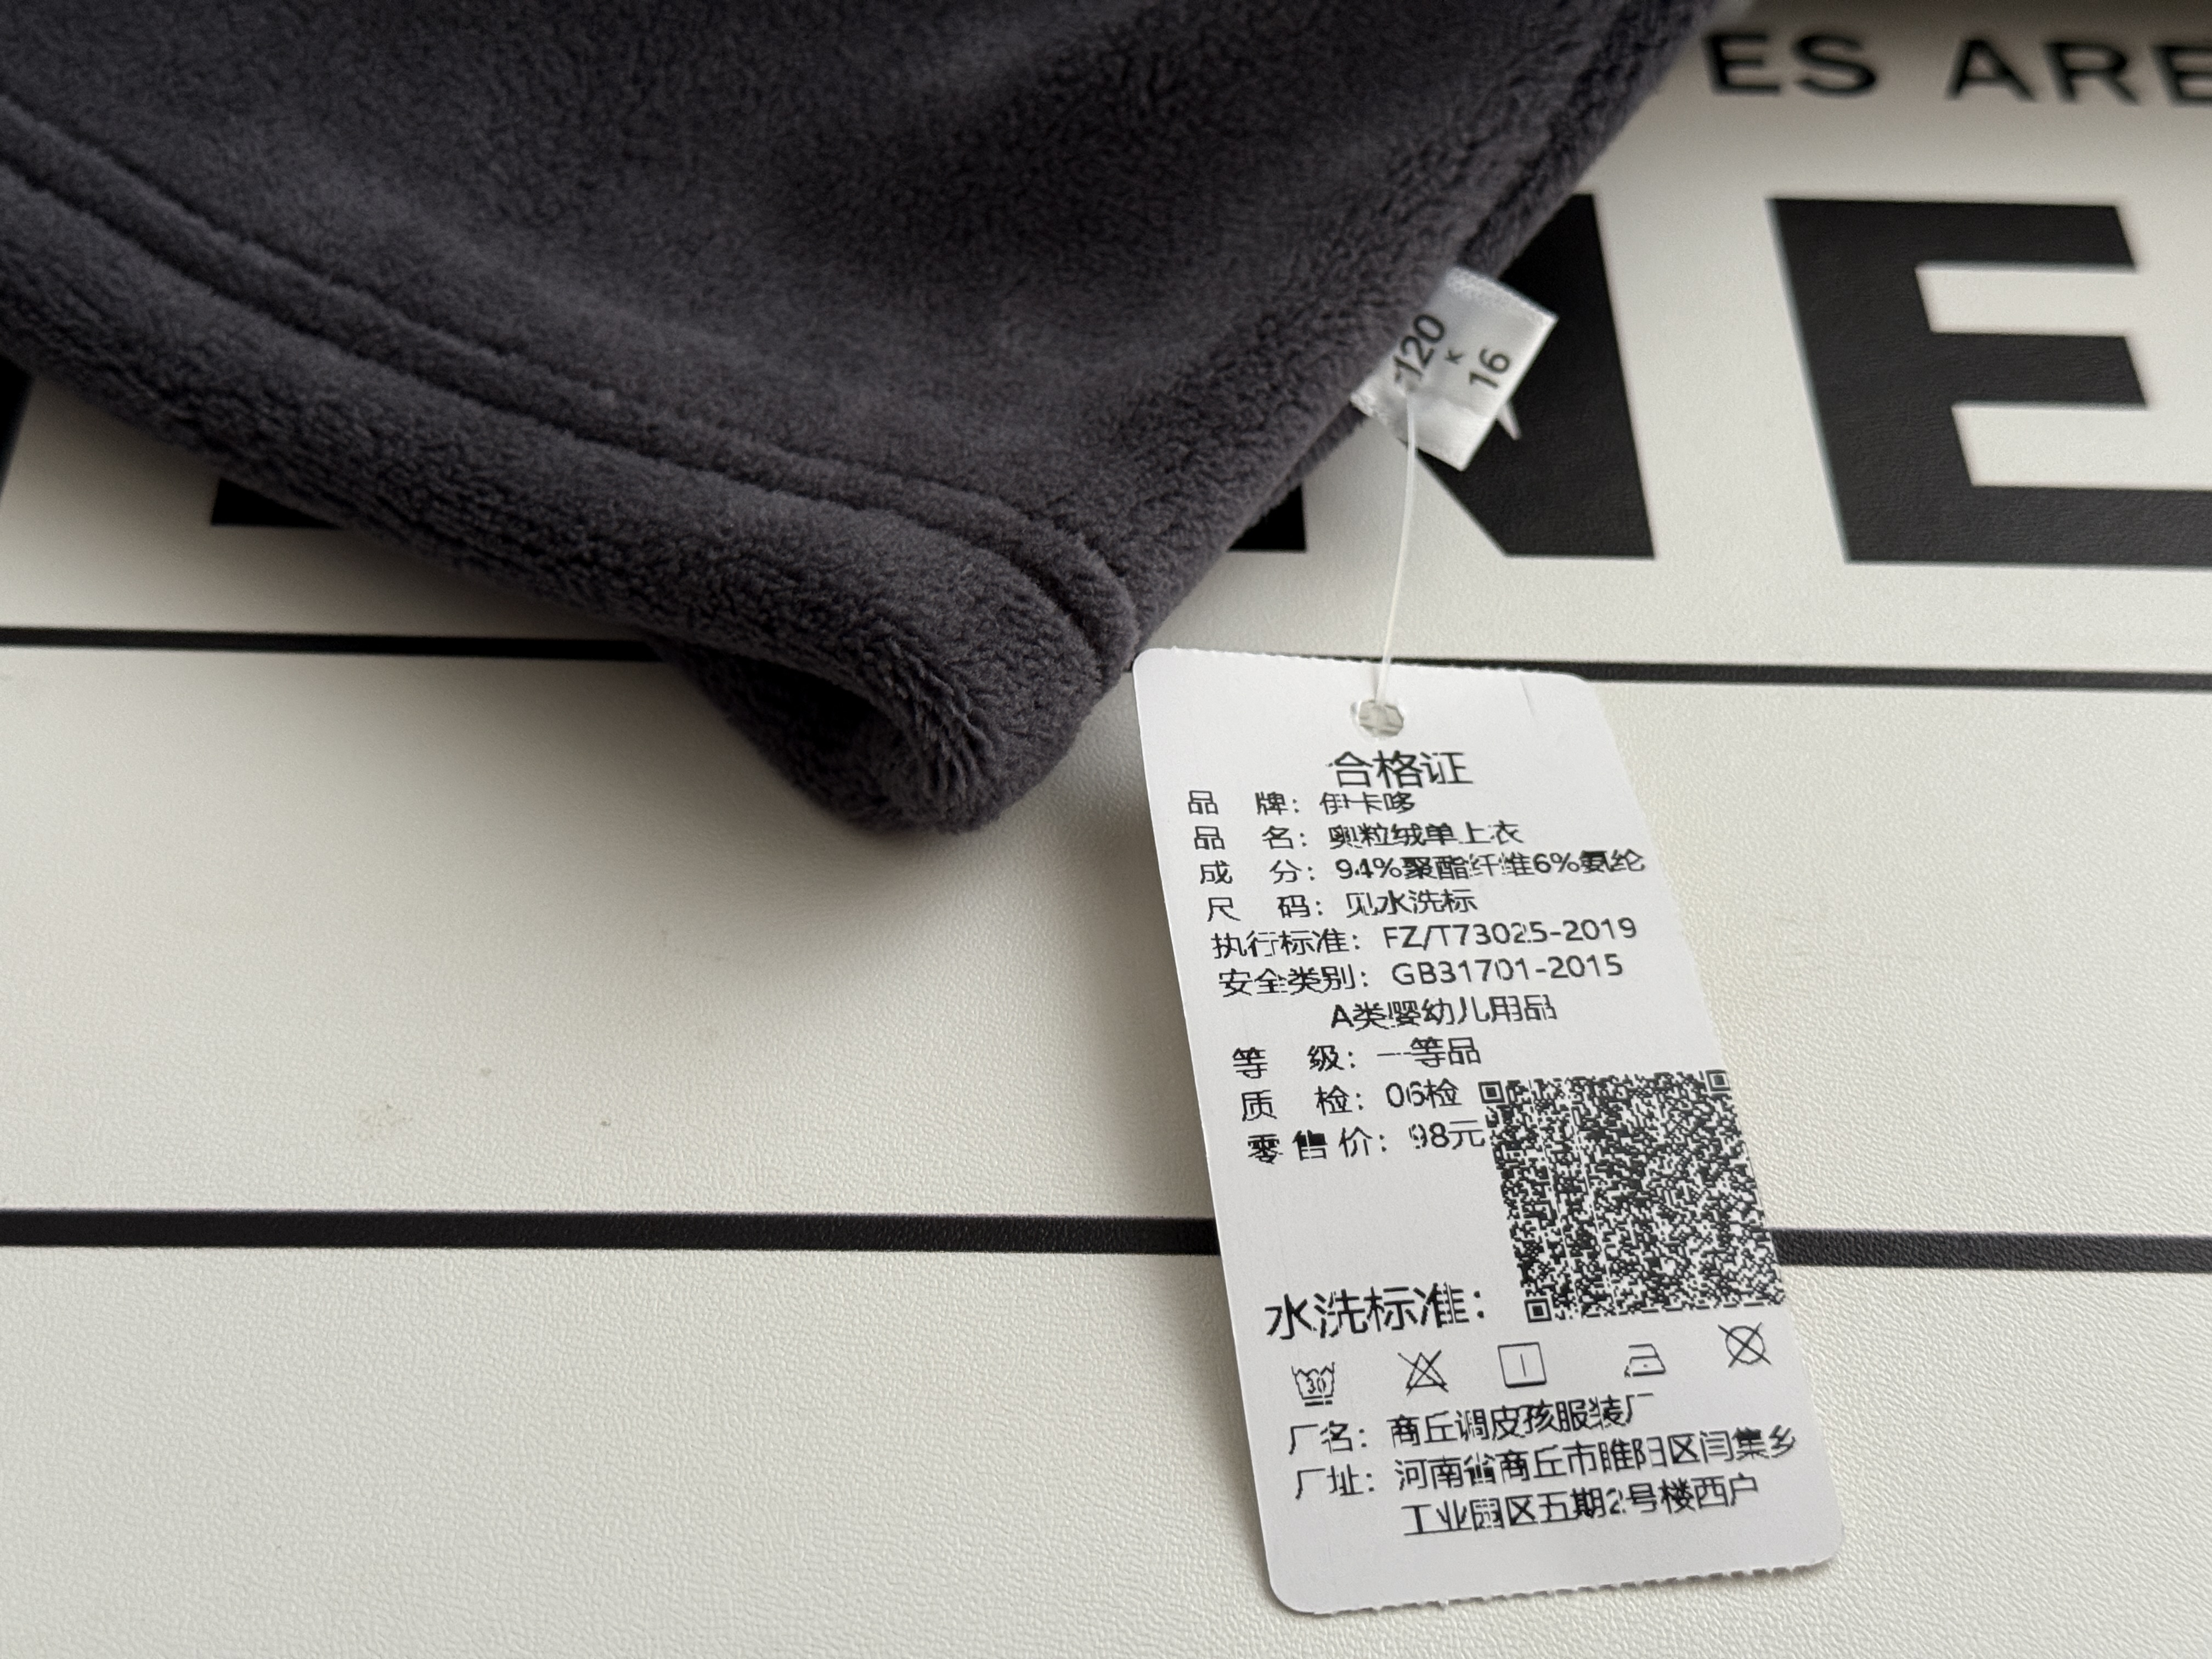 ES ARE
NE
120
K
16
合格证
品 牌：伊卡哆
品 名：奥粒绒单上衣
成 分：94%聚酯纤维6%氨纶
尺 码：见水洗标
执行标准：FZ/T73025-2019
安全类别：GB31701-2015
A类婴幼儿用品
等 级：一等品
质 检：06检
零售价：98元
水洗标准：
30
厂名：商丘调皮孩服装厂
厂址：河南省商丘市睢阳区闫集乡
工业园区五期2号楼西户